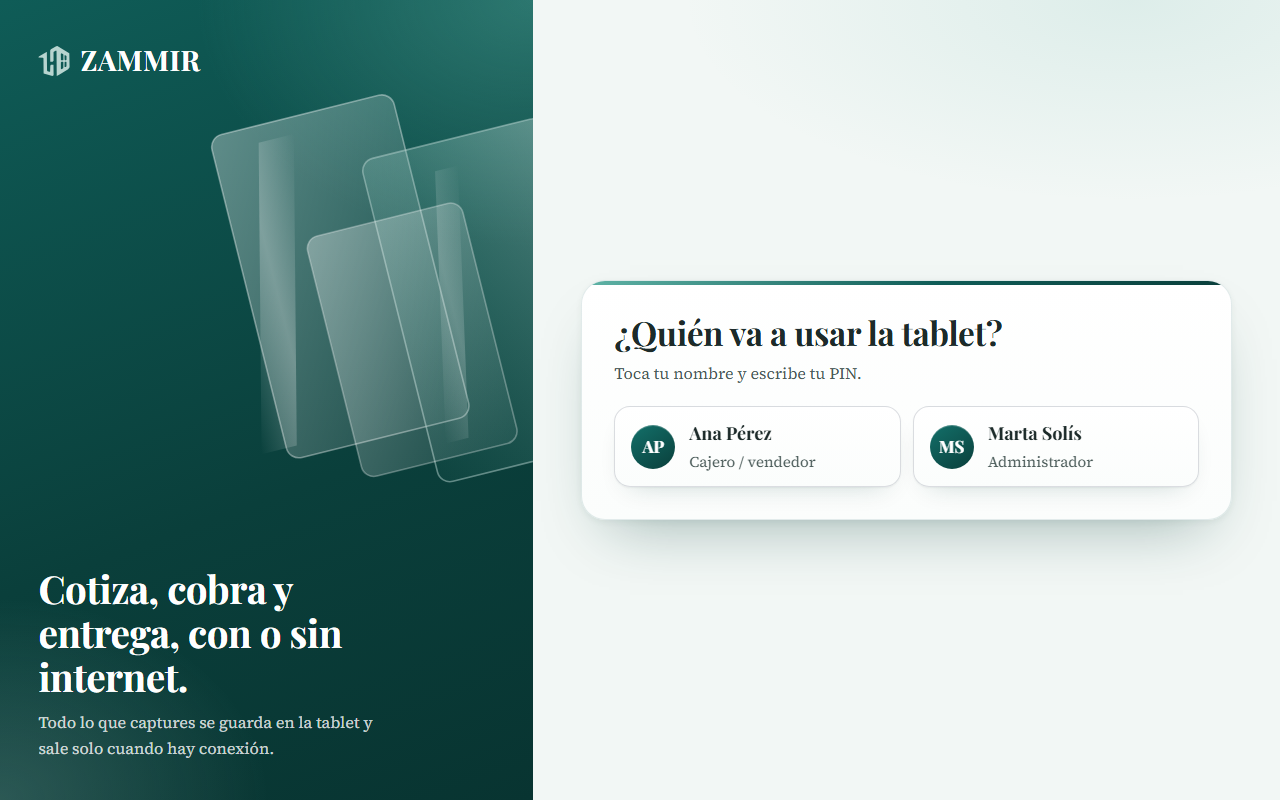 ZAMMIR
Cotiza, cobra y
entrega, con o sin
internet.
Todo lo que captures se guarda en la tablet y
sale solo cuando hay conexión.
¿Quién va a usar la tablet?
Toca tu nombre y escribe tu PIN.
AP
Ana Pérez
Cajero / vendedor
MS
Marta Solís
Administrador